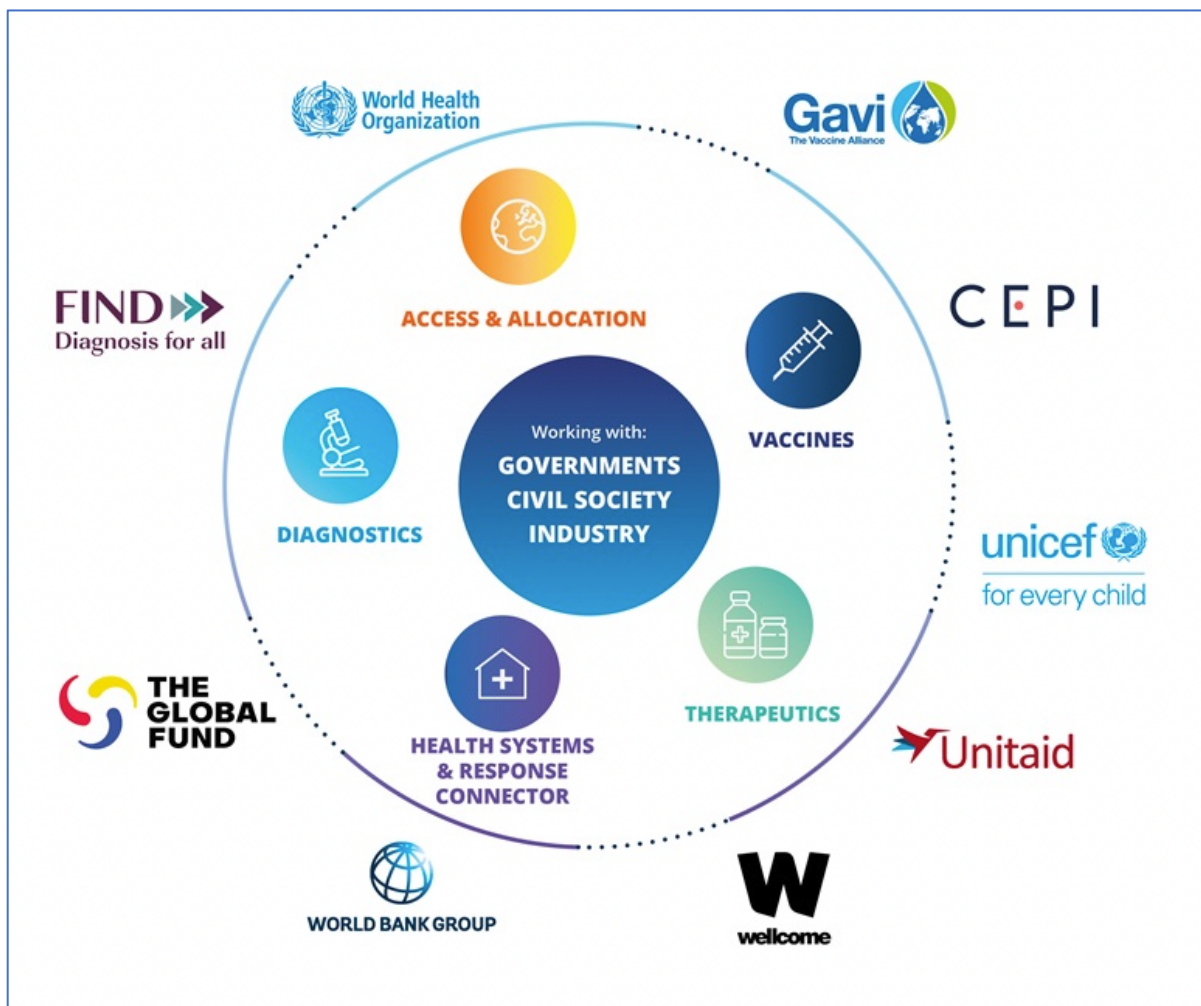 World Health
Organization
Gavi
The Vaccine Alliance
ACCESS & ALLOCATION
FIND
Diagnosis for all
CEPI
VACCINES
Working with:
GOVERNMENTS
CIVIL SOCIETY
INDUSTRY
DIAGNOSTICS
unicef
for every child
THE
GLOBAL
FUND
THERAPEUTICS
HEALTH SYSTEMS
& RESPONSE
CONNECTOR
Unitaid
WORLD BANK GROUP
W
wellcome